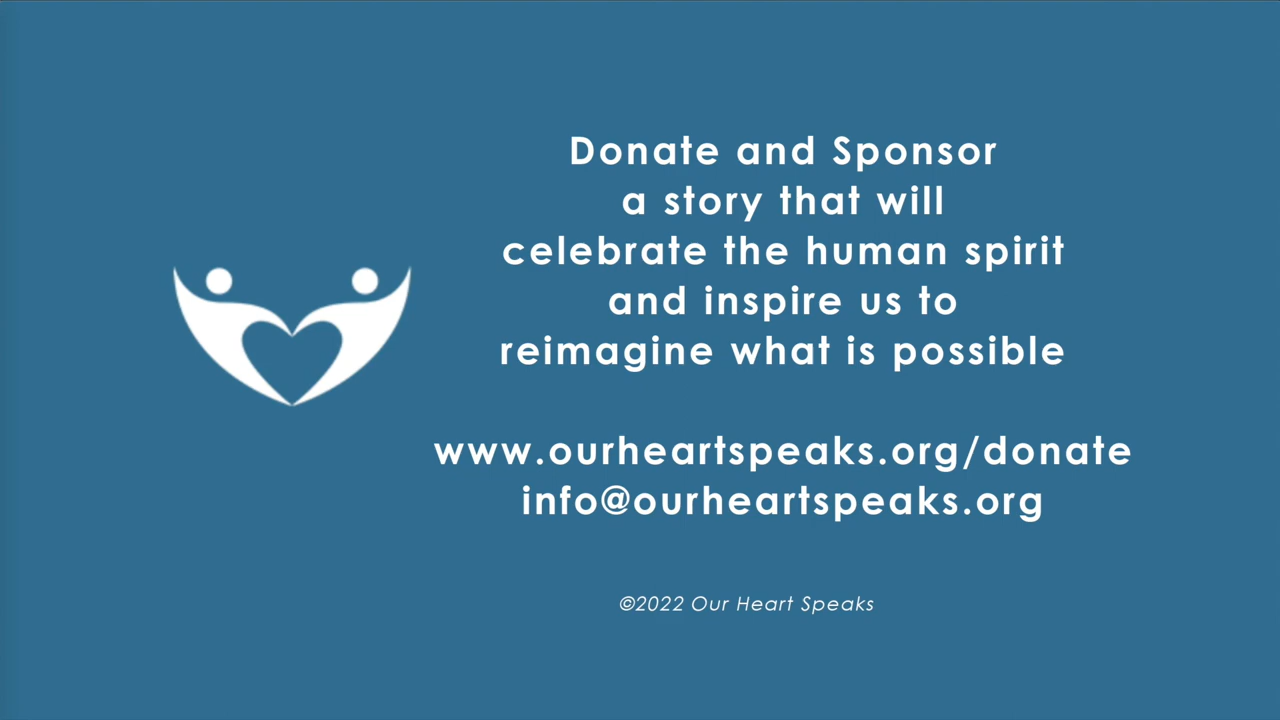 Donate and Sponsor
a story that will
celebrate the human spirit
and inspire us to
reimagine what is possible
www.ourheartspeaks.org/donate
info@ourheartspeaks.org
©2022 Our Heart Speaks